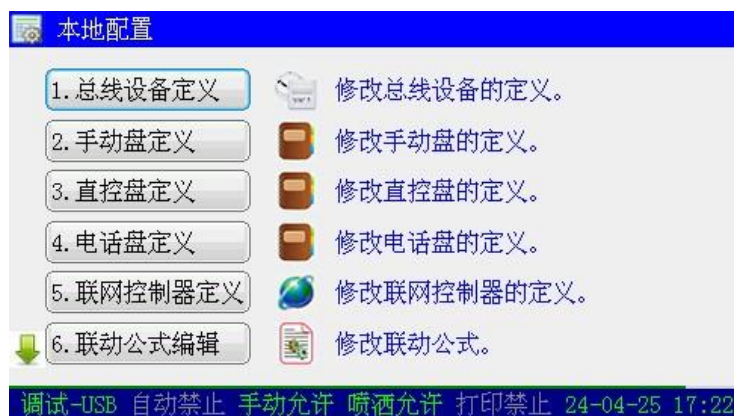 本地配置
1.总线设备定义 修改总线设备的定义。
2.手动盘定义 修改手动盘的定义。
3.直控盘定义 修改直控盘的定义。
4.电话盘定义 修改电话盘的定义。
5.联网控制器定义 修改联网控制器的定义。
6.联动公式编辑 修改联动公式。
调试-USB 自动禁止 手动允许 喷洒允许 打印禁止 24-04-25 17:22